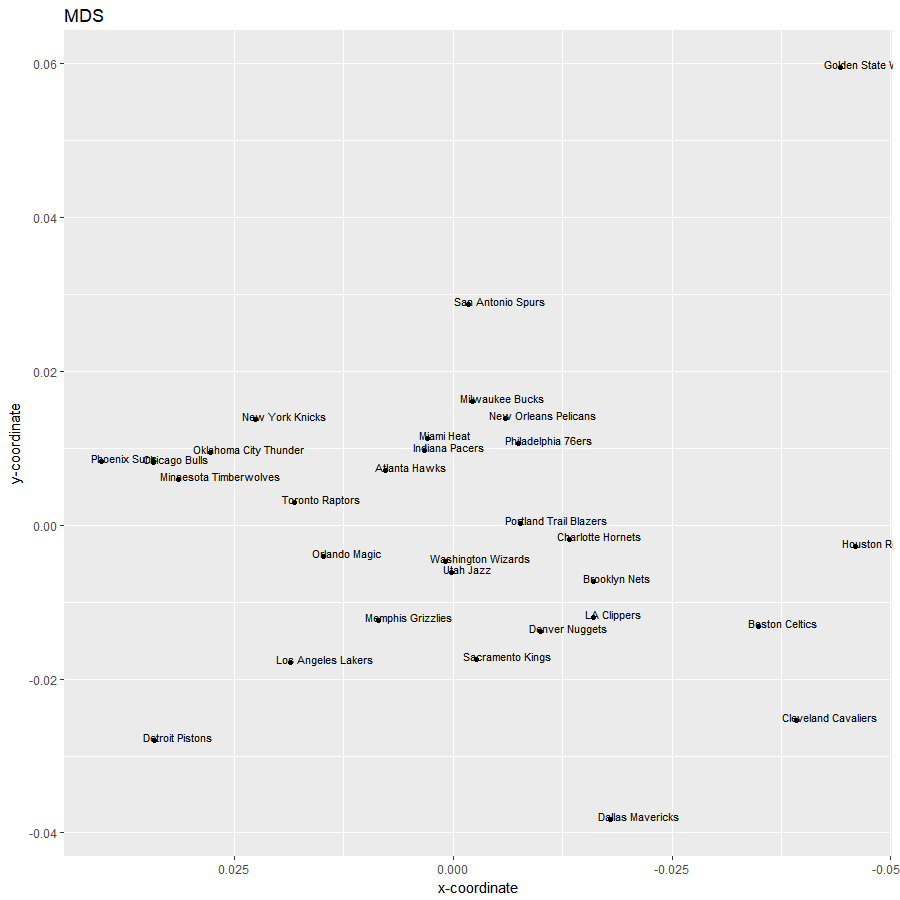 MDS
0.06
Golden State W
0.04
San Antonio Spurs
0.02
Milwaukee Bucks
New York Knicks
New Orleans Pelicans
Miami Heat
Philadelphia 76ers
Oklahoma City Thunder
Indiana Pacers
Phoenix Suns
Chicago Bulls
Atlanta Hawks
Minnesota Timberwolves
Toronto Raptors
0.00
Portland Trail Blazers
Charlotte Hornets
Houston R
Orlando Magic
Washington Wizards
Utah Jazz
Brooklyn Nets
Memphis Grizzlies
LA Clippers
Denver Nuggets
Boston Celtics
Los Angeles Lakers
Sacramento Kings
-0.02
Cleveland Cavaliers
Detroit Pistons
Dallas Mavericks
-0.04
0.025
0.000
-0.025
-0.05
x-coordinate
y-coordinate